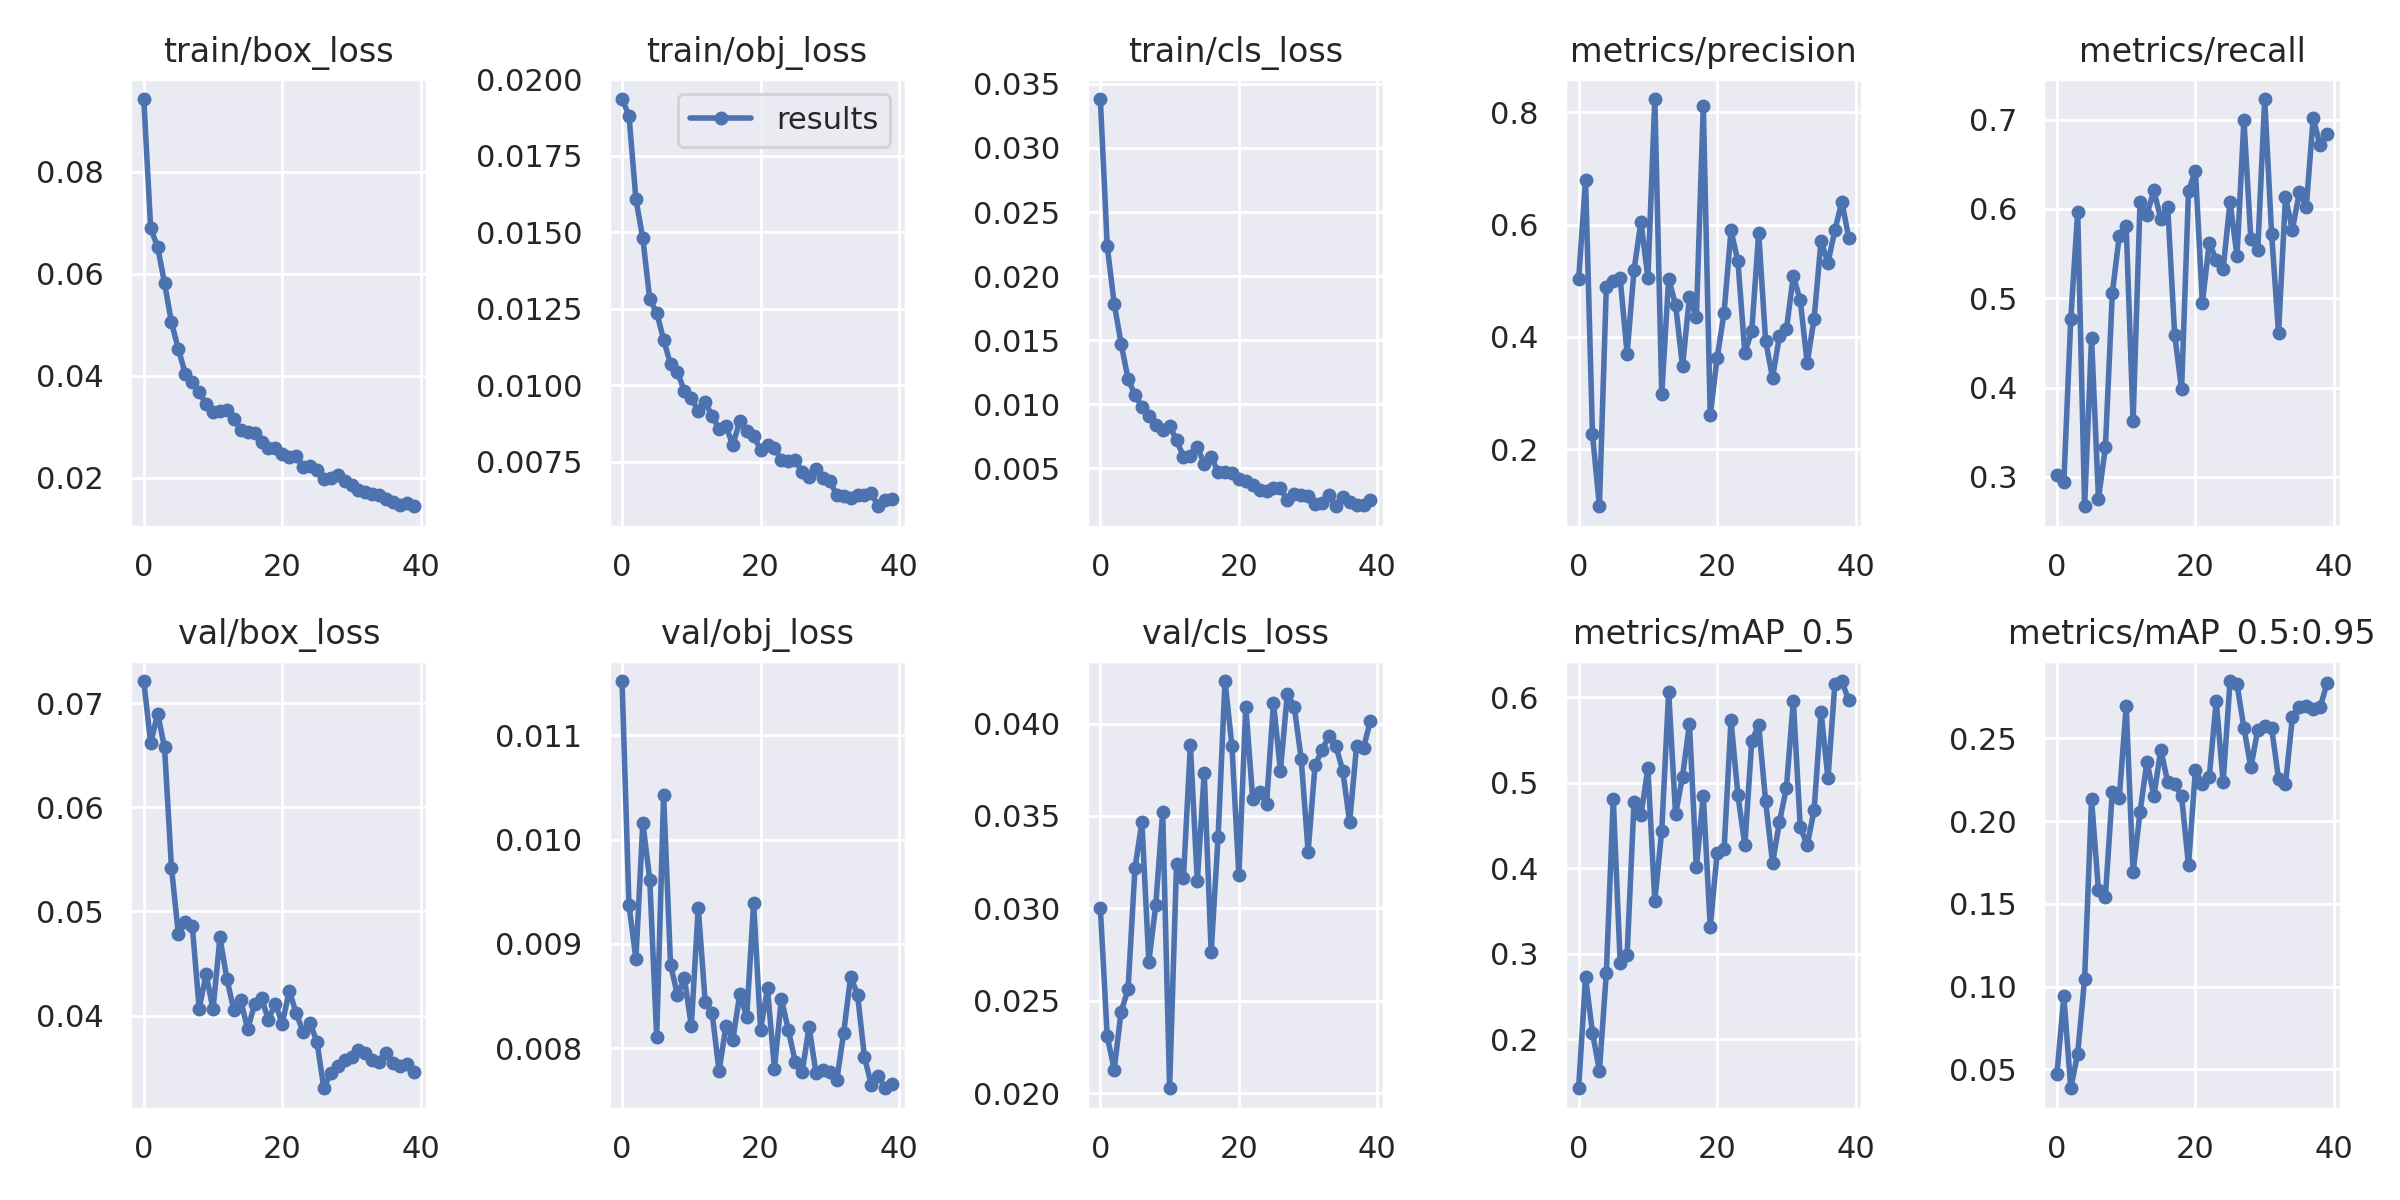 train/box_loss
0.08
0.06
0.04
0.02
0 20 40
train/obj_loss
results
0.0200
0.0175
0.0150
0.0125
0.0100
0.0075
0 20 40
train/cls_loss
0.035
0.030
0.025
0.020
0.015
0.010
0.005
0 20 40
metrics/precision
0.8
0.6
0.4
0.2
0 20 40
metrics/recall
0.7
0.6
0.5
0.4
0.3
0 20 40
val/box_loss
0.07
0.06
0.05
0.04
0 20 40
val/obj_loss
0.011
0.010
0.009
0.008
0 20 40
val/cls_loss
0.040
0.035
0.030
0.025
0.020
0 20 40
metrics/mAP_0.5
0.6
0.5
0.4
0.3
0.2
0 20 40
metrics/mAP_0.5:0.95
0.25
0.20
0.15
0.10
0.05
0 20 40